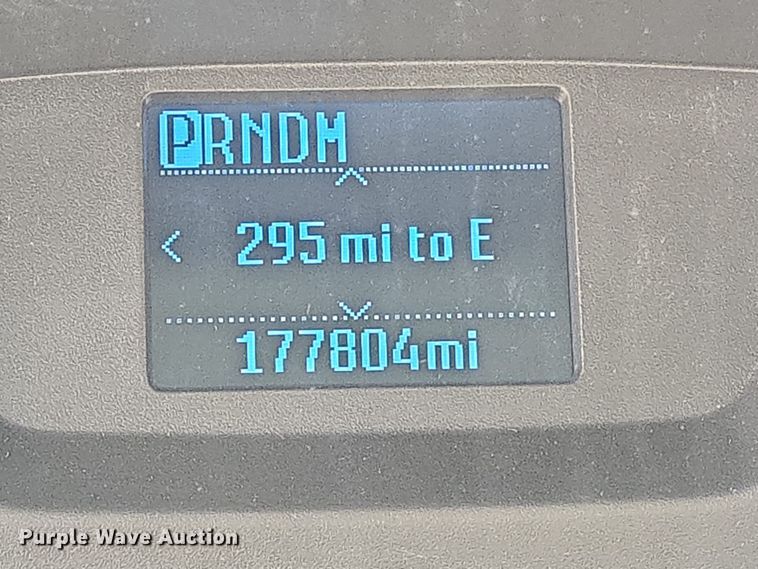 PRNDM
295 mi to E
177804mi
Purple Wave Auction